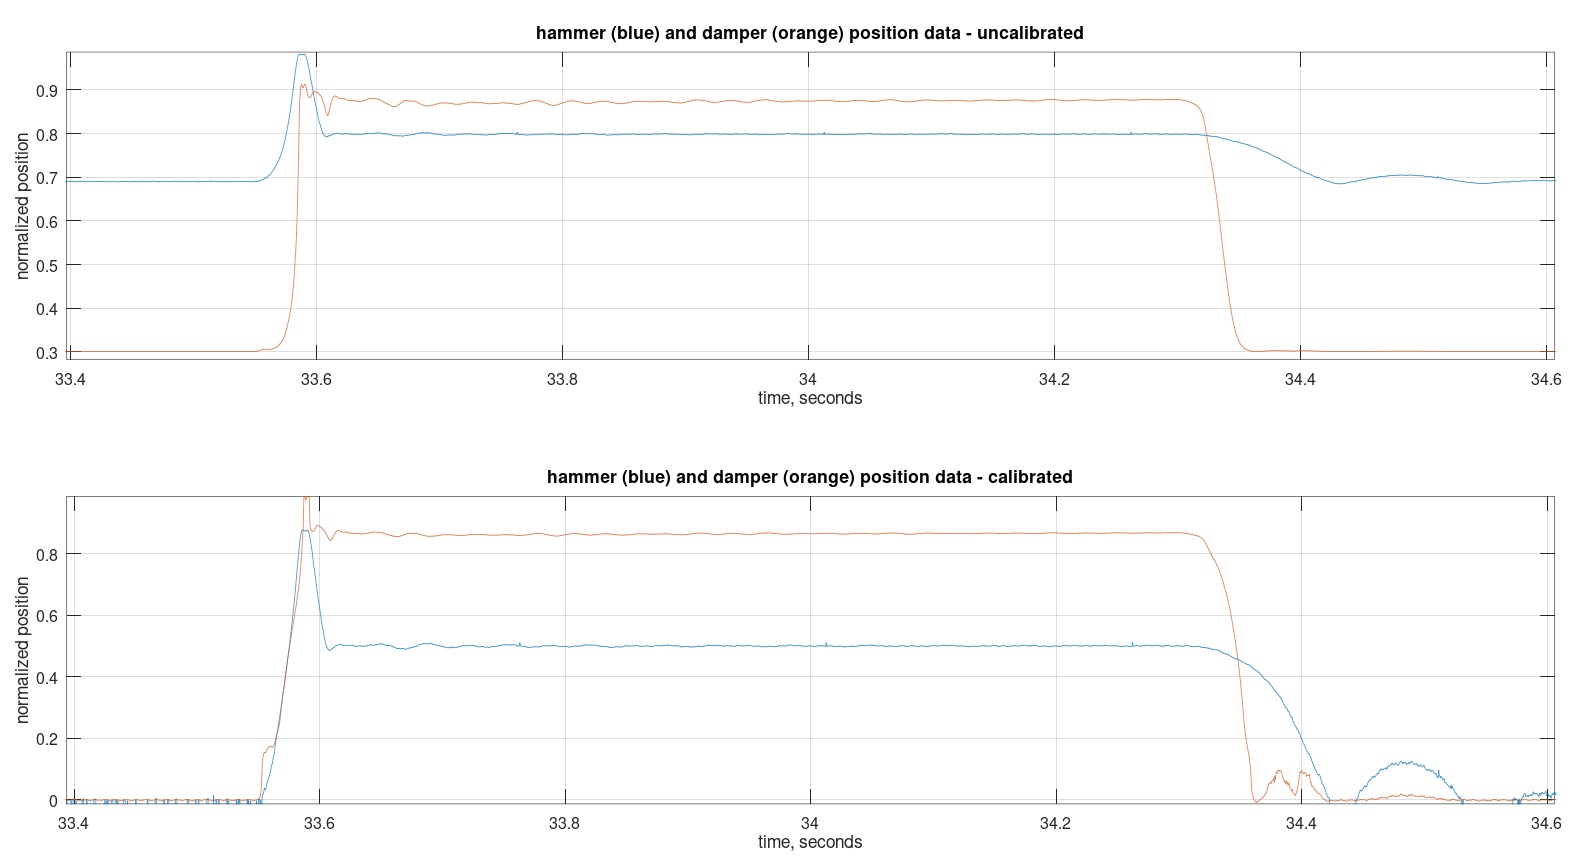 hammer (blue) and damper (orange) position data - uncalibrated
normalized position
0.9
0.8
0.7
0.6
0.5
0.4
0.3
33.4 33.6 33.8 34 34.2 34.4 34.6
time, seconds
hammer (blue) and damper (orange) position data - calibrated
normalized position
0.8
0.6
0.4
0.2
0
33.4 33.6 33.8 34 34.2 34.4 34.6
time, seconds